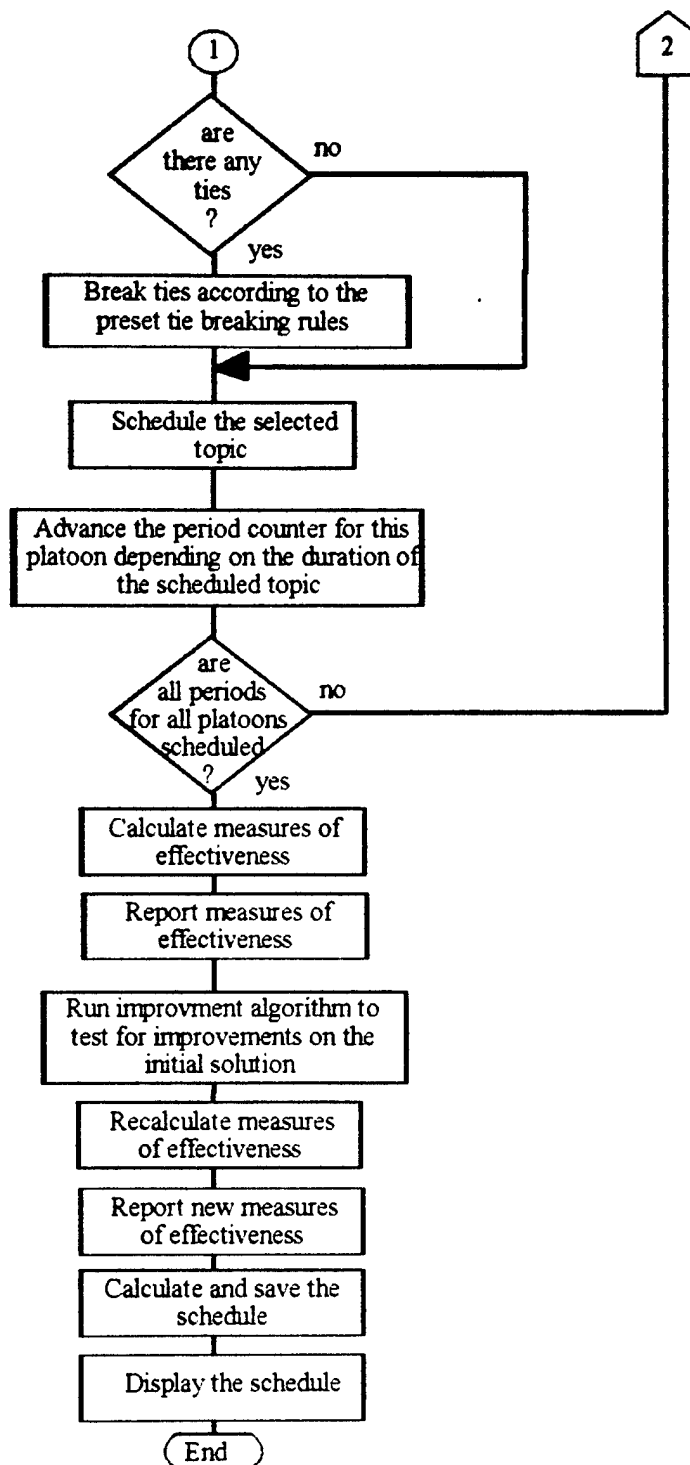 1
2
are
there any
ties
?
no
yes
Break ties according to the
preset tie breaking rules
Schedule the selected
topic
Advance the period counter for this
platoon depending on the duration of
the scheduled topic
are
all periods
for all platoons
scheduled
?
no
yes
Calculate measures of
effectiveness
Report measures of
effectiveness
Run improvment algorithm to
test for improvements on the
initial solution
Recalculate measures
of effectiveness
Report new measures
of effectiveness
Calculate and save the
schedule
Display the schedule
End